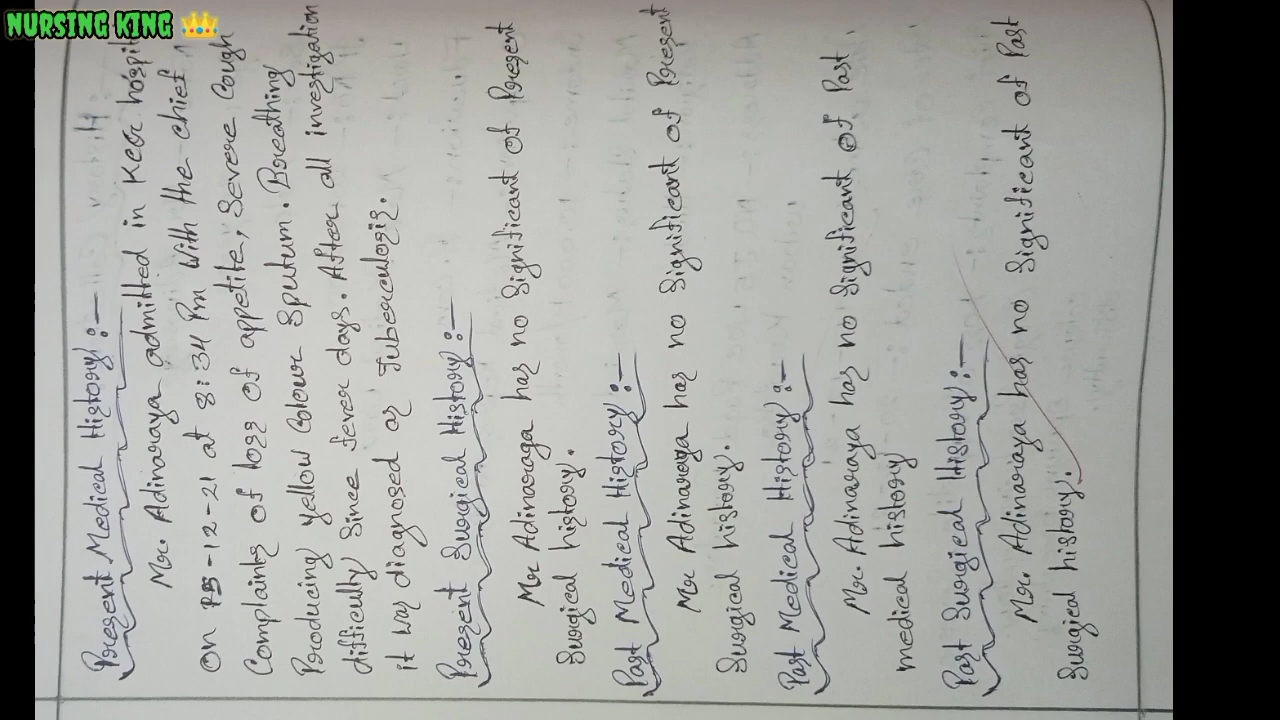 NURSING KING
Present Medical History:-
Mr. Adinaraya admitted in KCGR hospit
On 25-12-21 at 8:34 Pm With the chief
Complaints of loss of appetite, Severe Cough
Producing yellow Colour Sputum. Breathing
difficulty Since fever days. After all investigation
it was diagnosed as Tuberculosis.
Present Surgical History:-
Mr Adinaraya has no Significant of Present
Surgical history.
Past Medical History:-
Mr Adinaraya has no Significant of Present
Surgical history.
Past Medical History:-
Mr. Adinaraya has no Significant of Past
medical history
Past Surgical History:-
Mr. Adinaraya has no Significant of Past
Surgical history.